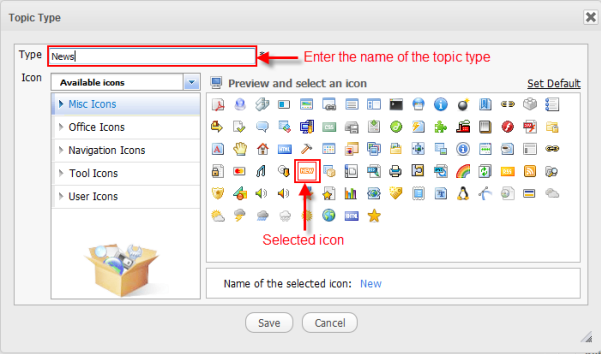 Topic Type
Type News
Enter the name of the topic type
Icon Available icons
Preview and select an icon Set Default
Misc Icons
Office Icons
Navigation Icons
Tool Icons
User Icons
Selected icon
Name of the selected icon: New
Save Cancel